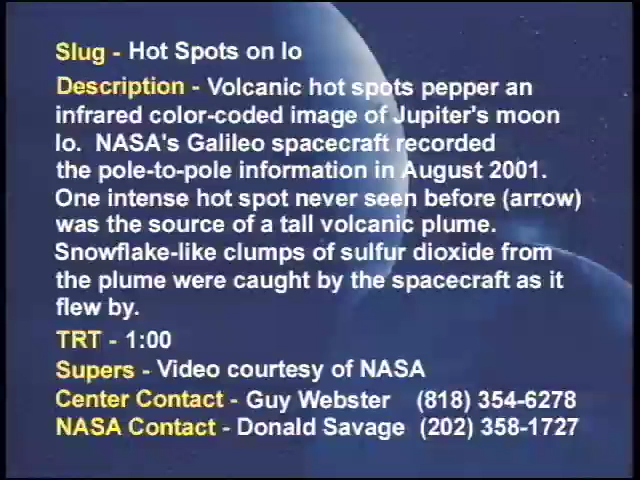 Slug - Hot Spots on Io
Description - Volcanic hot spots pepper an
infrared color-coded image of Jupiter's moon
Io. NASA's Galileo spacecraft recorded
the pole-to-pole information in August 2001.
One intense hot spot never seen before (arrow)
was the source of a tall volcanic plume.
Snowflake-like clumps of sulfur dioxide from
the plume were caught by the spacecraft as it
flew by.
TRT - 1:00
Supers - Video courtesy of NASA
Center Contact - Guy Webster (818) 354-6278
NASA Contact - Donald Savage (202) 358-1727